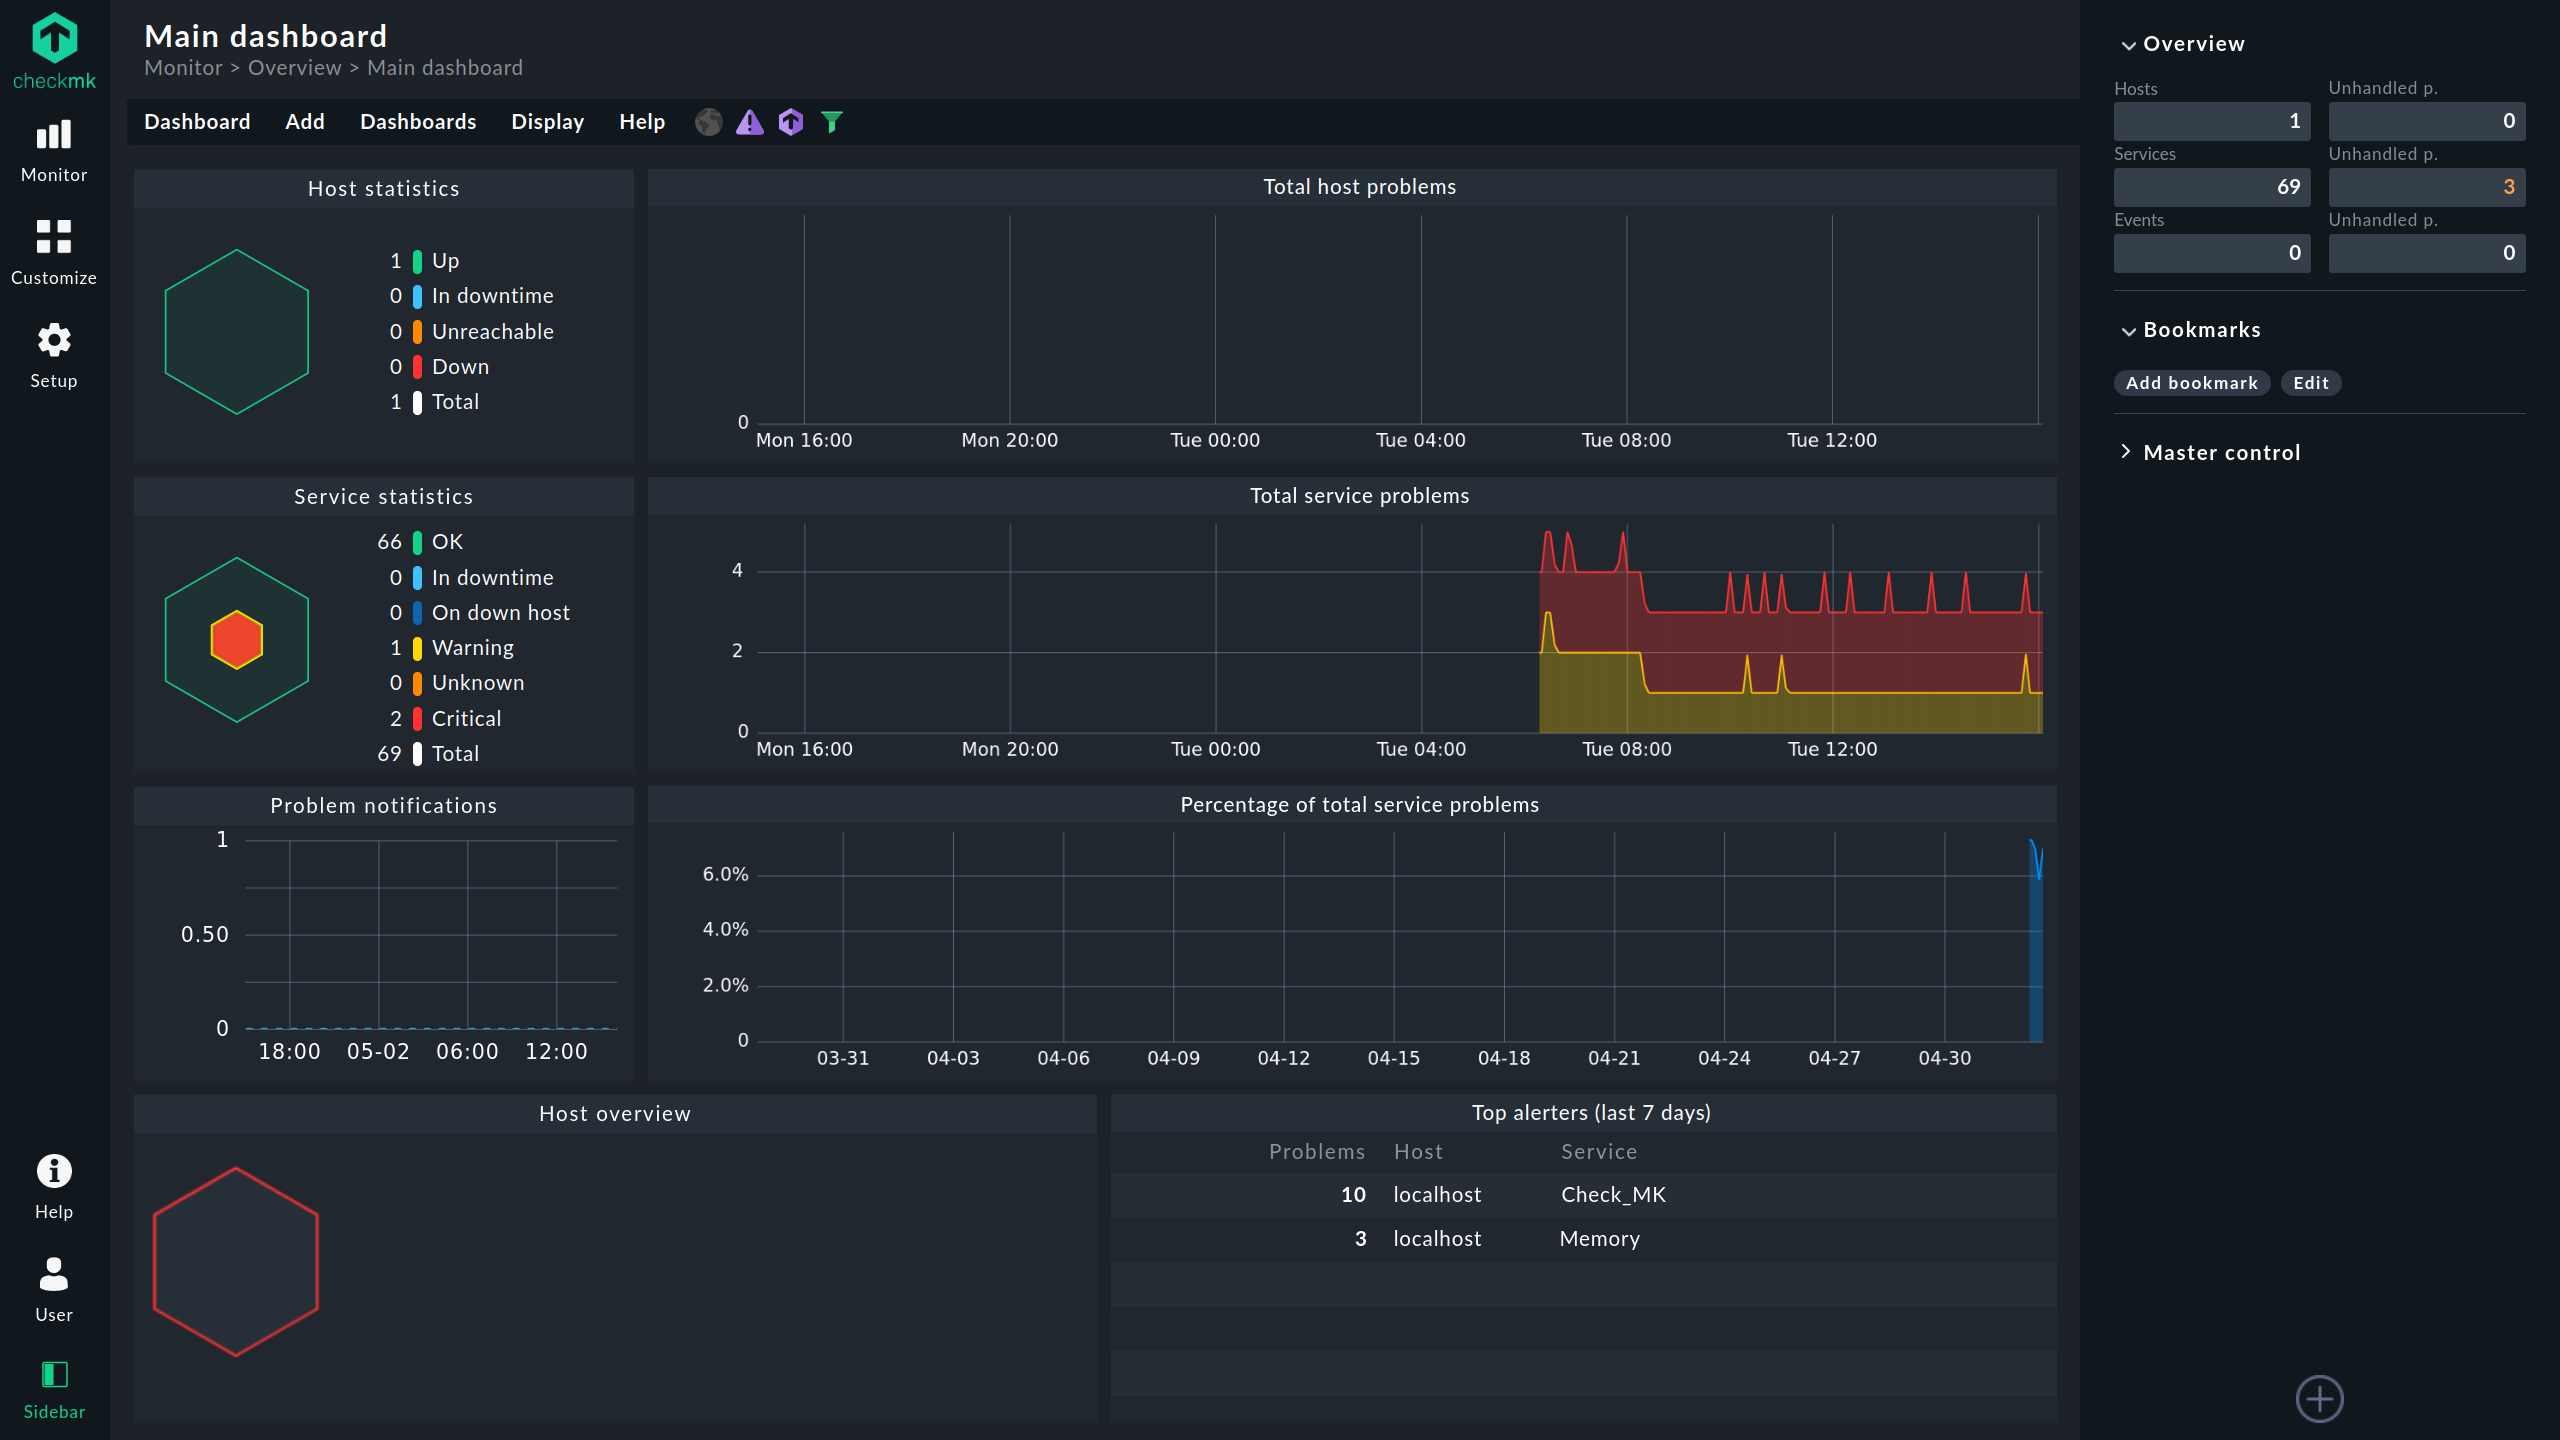 checkmk
Monitor
Customize
Setup
Help
User
Sidebar
Main dashboard
Monitor > Overview > Main dashboard
Dashboard Add Dashboards Display Help
Host statistics
1 Up
0 In downtime
0 Unreachable
0 Down
1 Total
Total host problems
0
Mon 16:00 Mon 20:00 Tue 00:00 Tue 04:00 Tue 08:00 Tue 12:00
Service statistics
66 OK
0 In downtime
0 On down host
1 Warning
0 Unknown
2 Critical
69 Total
Total service problems
4
2
0
Mon 16:00 Mon 20:00 Tue 00:00 Tue 04:00 Tue 08:00 Tue 12:00
Problem notifications
1
0.50
0
18:00 05-02 06:00 12:00
Percentage of total service problems
6.0%
4.0%
2.0%
0
03-31 04-03 04-06 04-09 04-12 04-15 04-18 04-21 04-24 04-27 04-30
Host overview
Top alerters (last 7 days)
Problems Host Service
10 localhost Check_MK
3 localhost Memory
Overview
Hosts Unhandled p.
1 0
Services Unhandled p.
69 3
Events Unhandled p.
0 0
Bookmarks
Add bookmark Edit
Master control